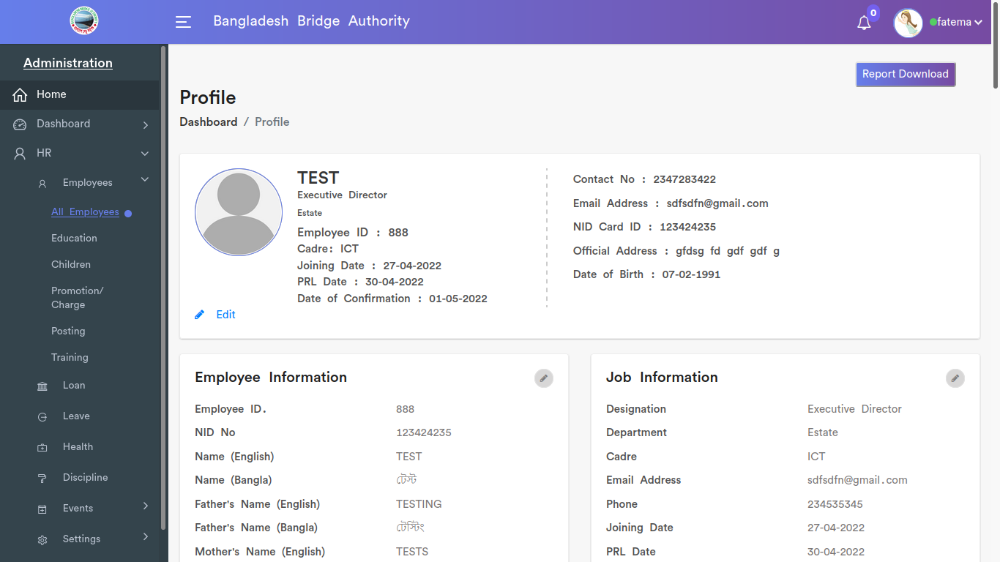 Bangladesh Bridge Authority
0
fatema
Administration
Home
Dashboard
HR
Employees
All Employees
Education
Children
Promotion/
Charge
Posting
Training
Loan
Leave
Health
Discipline
Events
Settings
Report Download
Profile
Dashboard / Profile
TEST
Executive Director
Estate
Employee ID : 888
Cadre: ICT
Joining Date : 27-04-2022
PRL Date : 30-04-2022
Date of Confirmation : 01-05-2022
Edit
Contact No : 2347283422
Email Address : sdfsdfn@gmail.com
NID Card ID : 123424235
Official Address : gfdsg fd gdf gdf g
Date of Birth : 07-02-1991
Employee Information
Employee ID. 888
NID No 123424235
Name (English) TEST
Name (Bangla) টেস্ট
Father's Name (English) TESTING
Father's Name (Bangla) টেস্টিং
Mother's Name (English) TESTS
Job Information
Designation Executive Director
Department Estate
Cadre ICT
Email Address sdfsdfn@gmail.com
Phone 234535345
Joining Date 27-04-2022
PRL Date 30-04-2022